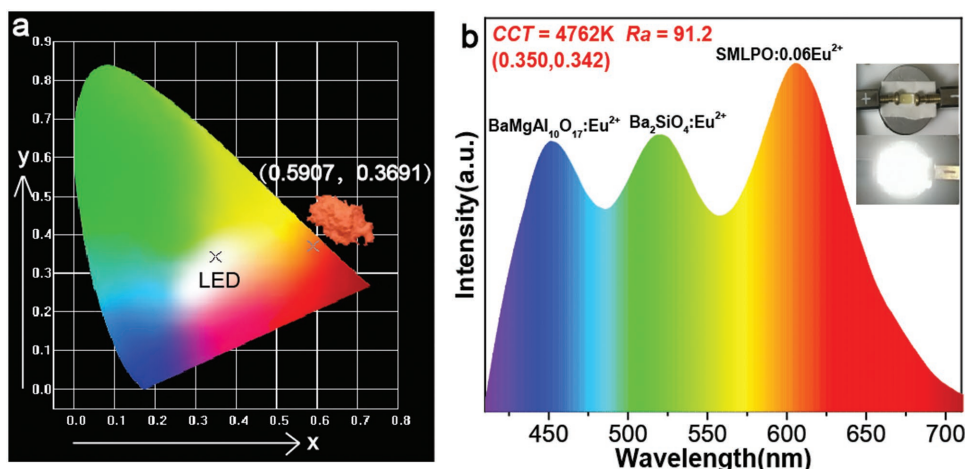 a
0.9
0.8
0.7
0.6
0.5
0.4
0.3
0.2
0.1
0.0
y
(0.5907, 0.3691)
LED
0.0 0.1 0.2 0.3 0.4 0.5 0.6 0.7 0.8
x
b
CCT = 4762K Ra = 91.2
(0.350,0.342)
SMLPO:0.06Eu²⁺
BaMgAl₁₀O₁₇:Eu²⁺
Ba₂SiO₄:Eu²⁺
+ -
Intensity(a.u.)
450 500 550 600 650 700
Wavelength(nm)